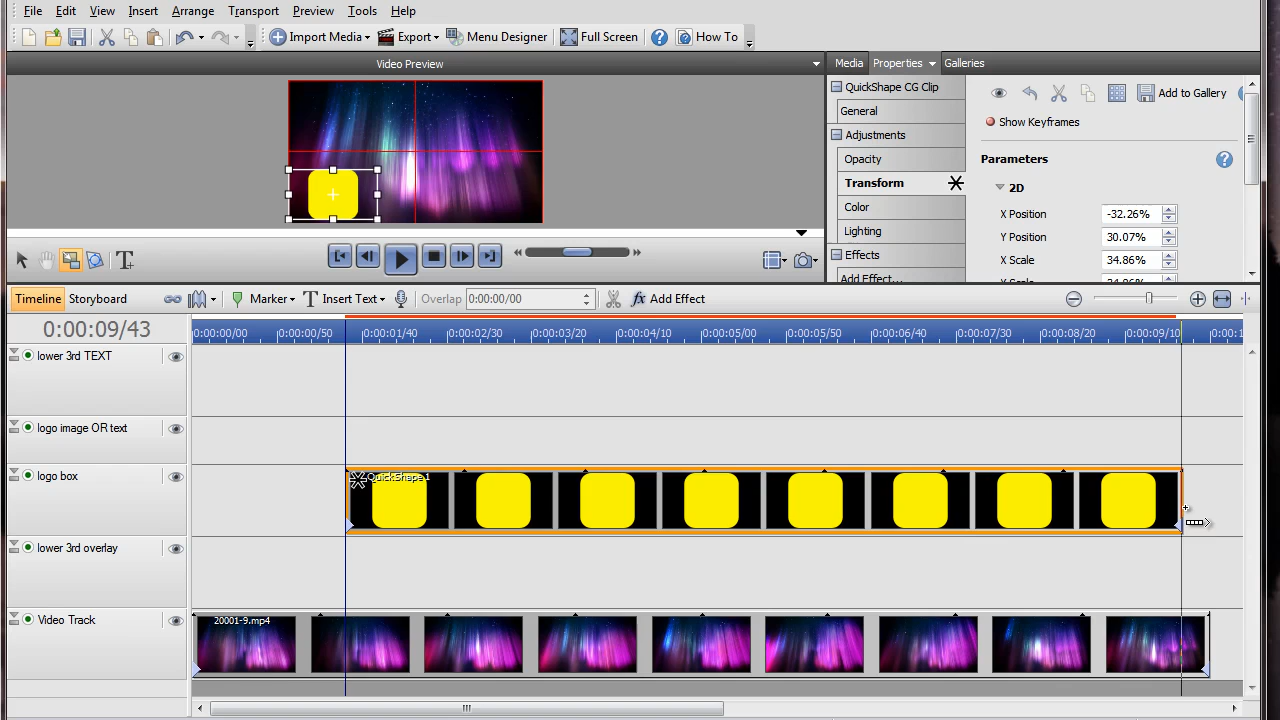 File Edit View Insert Arrange Transport Preview Tools Help
Import Media Export Menu Designer Full Screen How To
Video Preview
Media Properties Galleries
QuickShape CG Clip
General
Adjustments
Opacity
Transform
Color
Lighting
Effects
Add Effect...
Add to Gallery
Show Keyframes
Parameters
2D
X Position -32.26%
Y Position 30.07%
X Scale 34.86%
Timeline Storyboard Marker Insert Text Overlap 0:00:00/00 Add Effect
0:00:09/43
0:00:00/00 0:00:00/50 0:00:01/40 0:00:02/30 0:00:03/20 0:00:04/10 0:00:05/00 0:00:05/50 0:00:06/40 0:00:07/30 0:00:08/20 0:00:09/10
lower 3rd TEXT
logo image OR text
logo box
QuickShape 1
lower 3rd overlay
Video Track
20001-9.mp4